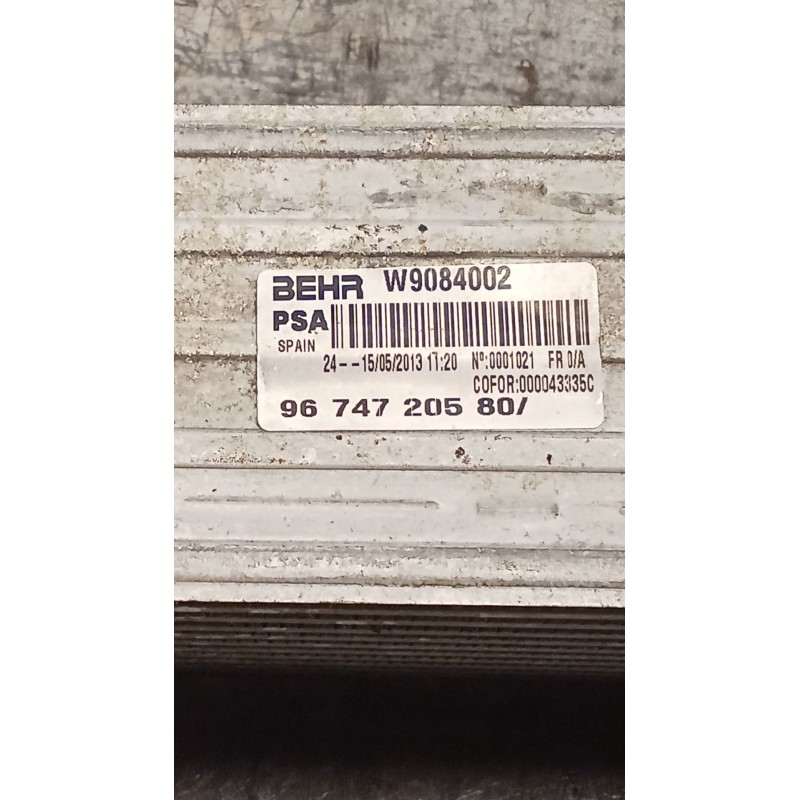 BEHR W9084002
PSA
SPAIN 24--15/05/2013 11:20 Nº:0001021 FR 0/A
COFOR:000043335C
96 747 205 80/